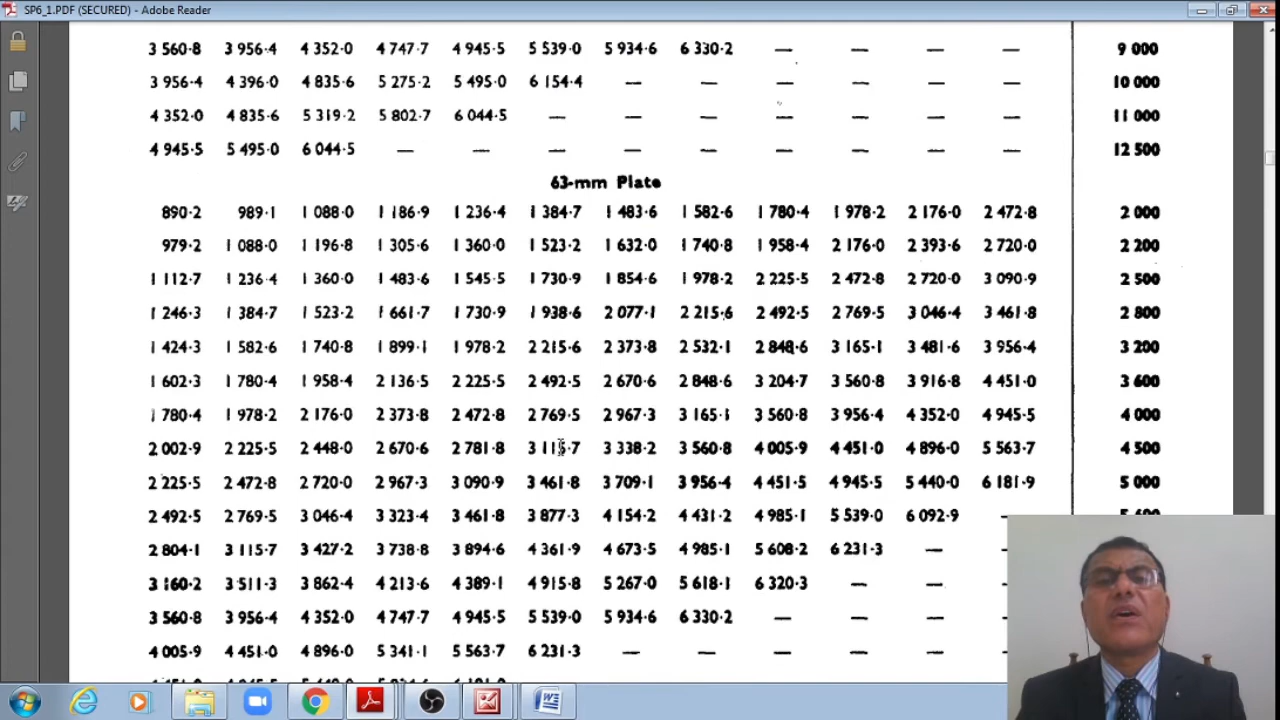 SP6_1.PDF (SECURED) - Adobe Reader
3 560·8 3 956·4 4 352·0 4 747·7 4 945·5 5 539·0 5 934·6 6 330·2 — — — — 9 000
3 956·4 4 396·0 4 835·6 5 275·2 5 495·0 6 154·4 — — — — — — 10 000
4 352·0 4 835·6 5 319·2 5 802·7 6 044·5 — — — — — — — 11 000
4 945·5 5 495·0 6 044·5 — — — — — — — — — 12 500
63-mm Plate
890·2 989·1 1 088·0 1 186·9 1 236·4 1 384·7 1 483·6 1 582·6 1 780·4 1 978·2 2 176·0 2 472·8 2 000
979·2 1 088·0 1 196·8 1 305·6 1 360·0 1 523·2 1 632·0 1 740·8 1 958·4 2 176·0 2 393·6 2 720·0 2 200
1 112·7 1 236·4 1 360·0 1 483·6 1 545·5 1 730·9 1 854·6 1 978·2 2 225·5 2 472·8 2 720·0 3 090·9 2 500
1 246·3 1 384·7 1 523·2 1 661·7 1 730·9 1 938·6 2 077·1 2 215·6 2 492·5 2 769·5 3 046·4 3 461·8 2 800
1 424·3 1 582·6 1 740·8 1 899·1 1 978·2 2 215·6 2 373·8 2 532·1 2 848·6 3 165·1 3 481·6 3 956·4 3 200
1 602·3 1 780·4 1 958·4 2 136·5 2 225·5 2 492·5 2 670·6 2 848·6 3 204·7 3 560·8 3 916·8 4 451·0 3 600
1 780·4 1 978·2 2 176·0 2 373·8 2 472·8 2 769·5 2 967·3 3 165·1 3 560·8 3 956·4 4 352·0 4 945·5 4 000
2 002·9 2 225·5 2 448·0 2 670·6 2 781·8 3 115·7 3 338·2 3 560·8 4 005·9 4 451·0 4 896·0 5 563·7 4 500
2 225·5 2 472·8 2 720·0 2 967·3 3 090·9 3 461·8 3 709·1 3 956·4 4 451·5 4 945·5 5 440·0 6 181·9 5 000
2 492·5 2 769·5 3 046·4 3 323·4 3 461·8 3 877·3 4 154·2 4 431·2 4 985·1 5 539·0 6 092·9 —
2 804·1 3 115·7 3 427·2 3 738·8 3 894·6 4 361·9 4 673·5 4 985·1 5 608·2 6 231·3 —
3 160·2 3 511·3 3 862·4 4 213·6 4 389·1 4 915·8 5 267·0 5 618·1 6 320·3 — —
3 560·8 3 956·4 4 352·0 4 747·7 4 945·5 5 539·0 5 934·6 6 330·2 — — —
4 005·9 4 451·0 4 896·0 5 341·1 5 563·7 6 231·3 — — — — —